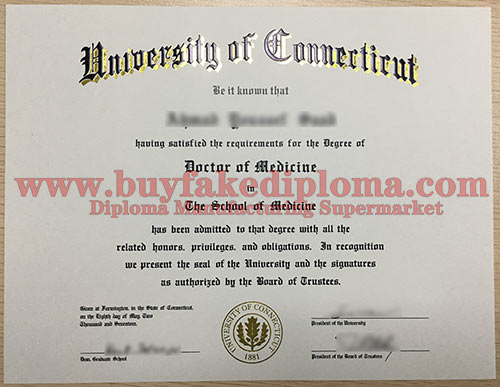 University of Connecticut
Be it known that
having satisfied the requirements for the Degree of
Doctor of Medicine
in
www.buyfakediploma.com
The School of Medicine
Diploma Manufacturing Supermarket
has been admitted to that degree with all the
related honors, privileges, and obligations. In recognition
we present the seal of the University and the signatures
as authorized by the Board of Trustees.
Given at Farmington, in the State of Connecticut,
on the Eighth day of May, Two
Thousand and Seventeen.
President of the University
UNIVERSITY OF CONNECTICUT
1881
Dean, Graduate School
President of the Board of Trustees